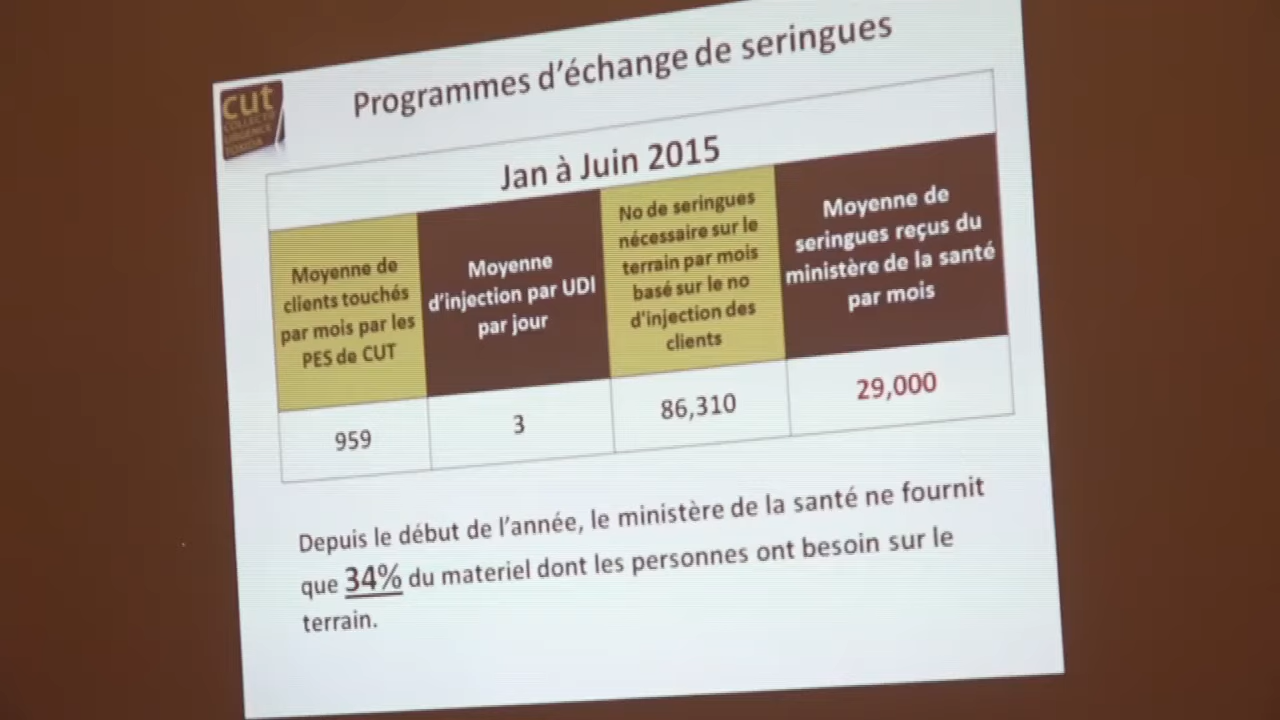 Programmes d'échange de seringues
cut
COLLECTIF
URGENCE
TOXIDA
Jan à Juin 2015
Moyenne de
clients touchés
par mois par les
PES de CUT
Moyenne
d'injection par UDI
par jour
No de seringues
nécessaire sur le
terrain par mois
basé sur le no
d'injection des
clients
Moyenne de
seringues reçus du
ministère de la santé
par mois
959
3
86,310
29,000
Depuis le début de l'année, le ministère de la santé ne fournit
que 34% du materiel dont les personnes ont besoin sur le
terrain.